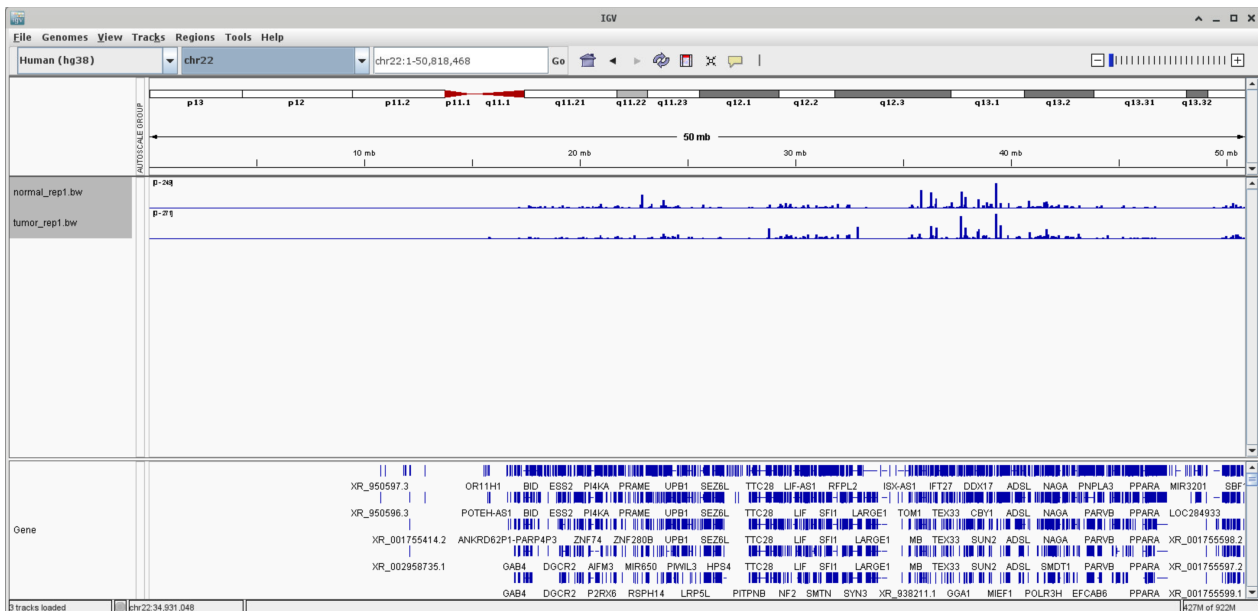 IGV
File Genomes View Tracks Regions Tools Help
Human (hg38) chr22 chr22:1-50,818,468 Go
AUTOSCALE GROUP
p13 p12 p11.2 p11.1 q11.1 q11.21 q11.22 q11.23 q12.1 q12.2 q12.3 q13.1 q13.2 q13.31 q13.32
50 mb
10 mb 20 mb 30 mb 40 mb 50 mb
normal_rep1.bw [0-249]
tumor_rep1.bw [0-271]
XR_950597.3 OR11H1 BID ESS2 PI4KA PRAME UPB1 SEZ6L TTC28 LIF-AS1 RFPL2 ISX-AS1 IFT27 DDX17 ADSL NAGA PNPLA3 PPARA MIR3201 SBF1
XR_950596.3 POTEH-AS1 BID ESS2 PI4KA PRAME UPB1 SEZ6L TTC28 LIF SFI1 LARGE1 TOM1 TEX33 CBY1 ADSL NAGA PARVB PPARA LOC284933
Gene
XR_001755414.2 ANKRD62P1-PARP4P3 ZNF74 ZNF280B UPB1 SEZ6L TTC28 LIF SFI1 LARGE1 MB TEX33 SUN2 ADSL NAGA PARVB PPARA XR_001755598.2
XR_002958735.1 GAB4 DGCR2 AIFM3 MIR650 PIWIL3 HPS4 TTC28 LIF SFI1 LARGE1 MB TEX33 SUN2 ADSL SMDT1 PARVB PPARA XR_001755597.2
GAB4 DGCR2 P2RX6 RSPH14 LRP5L PITPNB NF2 SMTN SYN3 XR_938211.1 GGA1 MIEF1 POLR3H EFCAB6 PPARA XR_001755599.1
3 tracks loaded chr22:34,931,048 427M of 922M